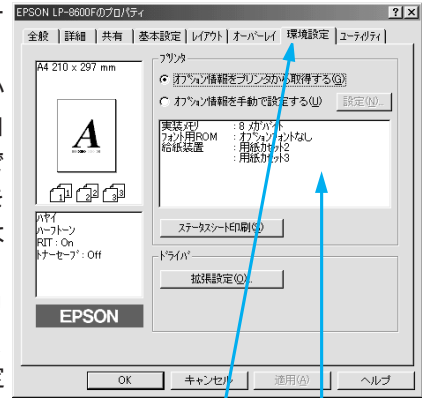 EPSON LP-8600Fのプロパティ
全般 詳細 共有 基本設定 レイアウト オーバーレイ 環境設定 ユーティリティ
A4 210 x 297 mm
A
ハヤイ
ハーフトーン
RIT : On
トナーセーブ : Off
EPSON
プリンタ
オプション情報をプリンタから取得する(G)
オプション情報を手動で設定する(U) 設定(N)...
実装メモリ : 8 メガバイト
フォント用ROM : オプションフォントなし
給紙装置 : 用紙カセット2
: 用紙カセット3
ステータスシート印刷(S)
ドライバ
拡張設定(O)...
OK キャンセル 適用(A) ヘルプ